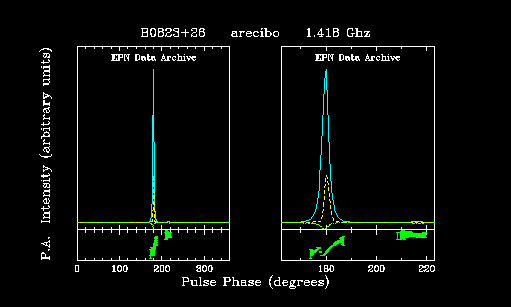 B0823+26 arecibo 1.418 Ghz
EPN Data Archive EPN Data Archive
P.A. Intensity (arbitrary units)
0 100 200 300 180 200 220
Pulse Phase (degrees)